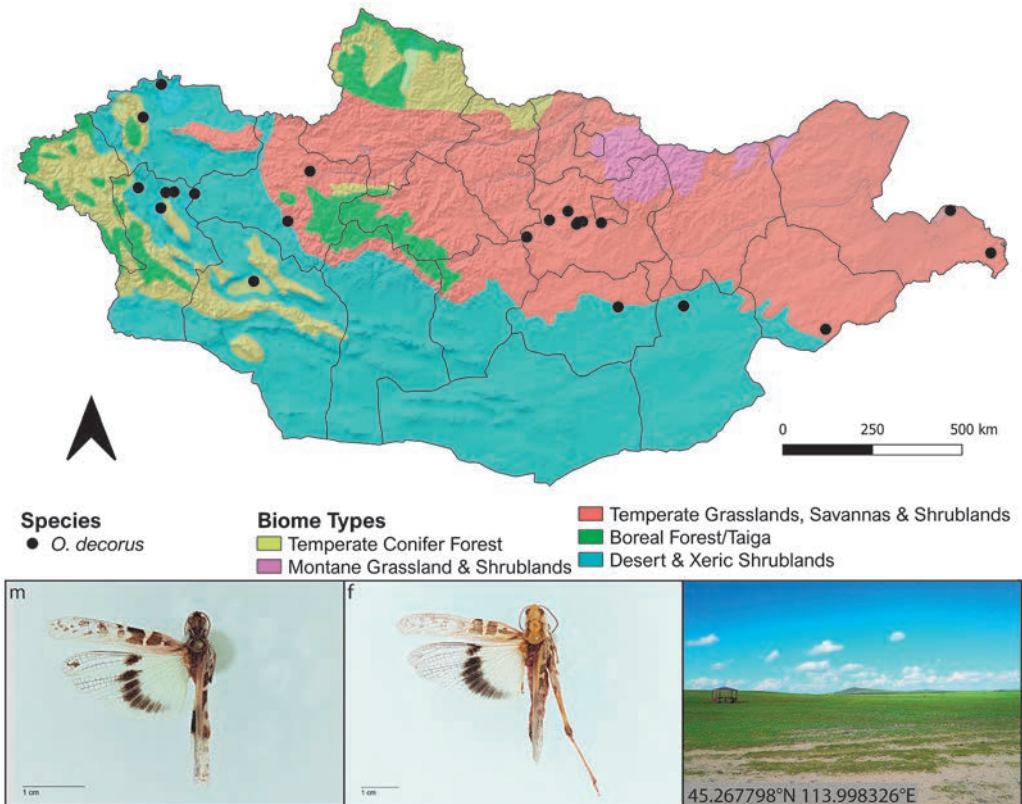 0 250 500 km
Species
O. decorus
Biome Types
Temperate Conifer Forest
Montane Grassland & Shrublands
Temperate Grasslands, Savannas & Shrublands
Boreal Forest/Taiga
Desert & Xeric Shrublands
m
1 cm
f
1 cm
45.267798°N 113.998326°E